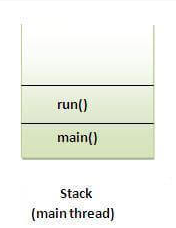 run()
main()
Stack
(main thread)